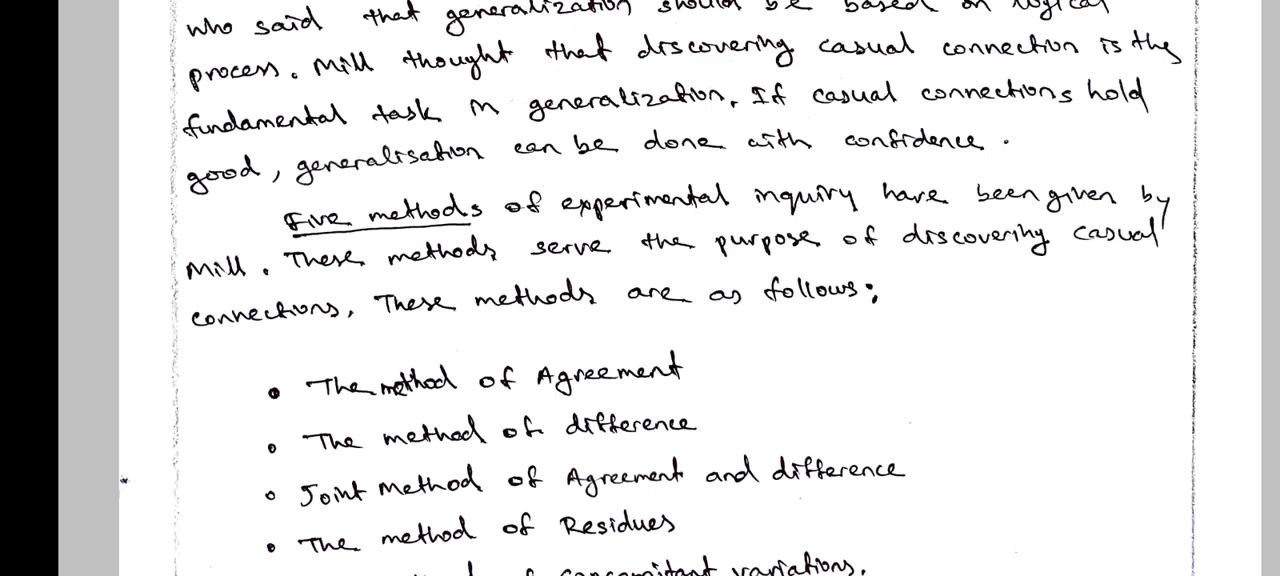 who said that generalization should be based on logical
process. Mill thought that discovering casual connection is the
fundamental task in generalization. If casual connections hold
good, generalisation can be done with confidence.
Five methods of experimental inquiry have been given by
Mill. These methods serve the purpose of discovering casual
connections, These methods are as follows;
• The method of Agreement
• The method of difference
• Joint Method of Agreement and difference
• The method of Residues
of concomitant variations.